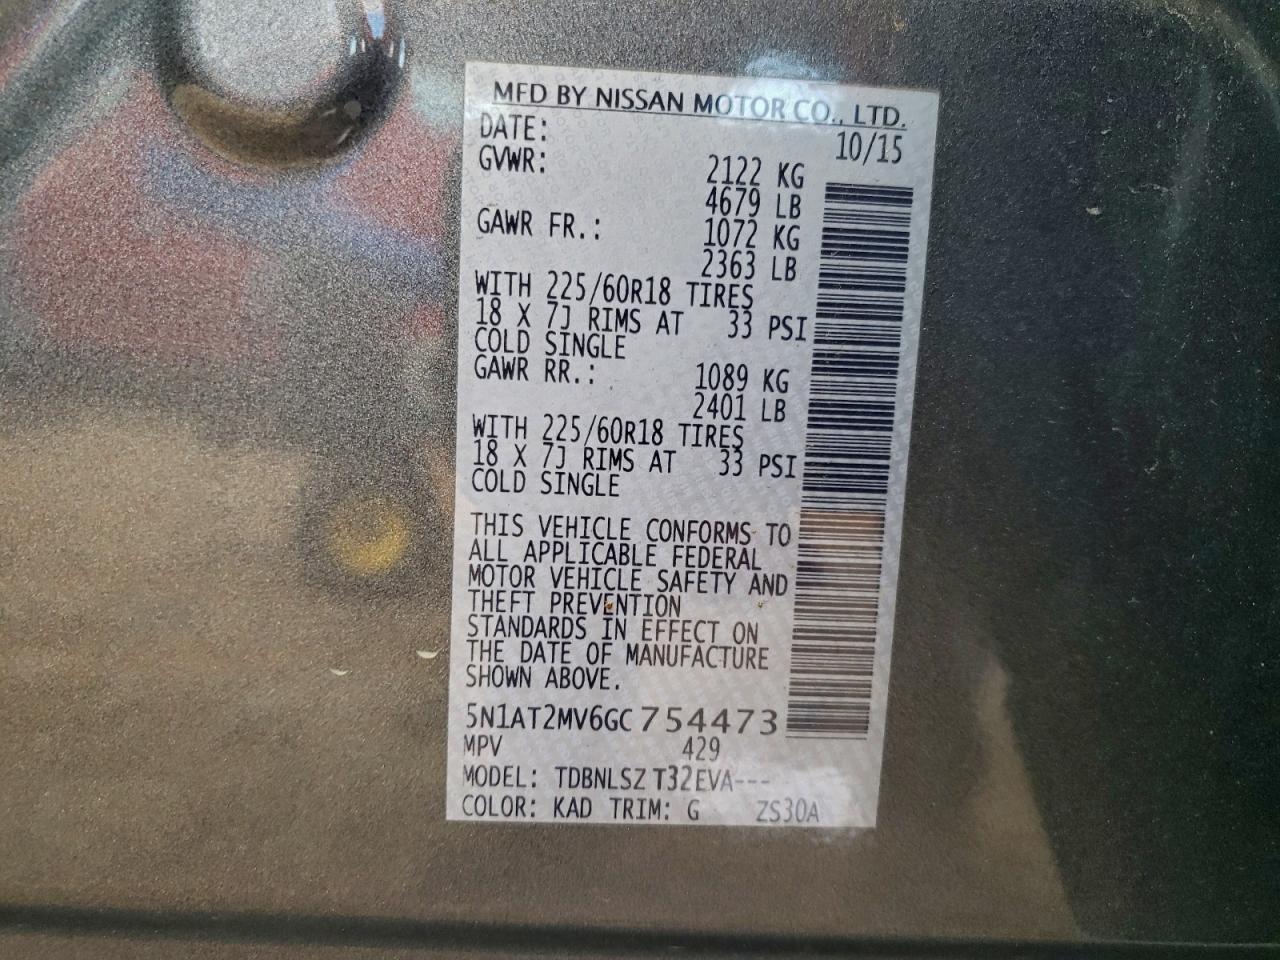 MFD BY NISSAN MOTOR CO., LTD.
DATE: 10/15
GVWR: 2122 KG
4679 LB
GAWR FR.: 1072 KG
2363 LB
WITH 225/60R18 TIRES
18 X 7J RIMS AT 33 PSI
COLD SINGLE
GAWR RR.: 1089 KG
2401 LB
WITH 225/60R18 TIRES
18 X 7J RIMS AT 33 PSI
COLD SINGLE
THIS VEHICLE CONFORMS TO
ALL APPLICABLE FEDERAL
MOTOR VEHICLE SAFETY AND
THEFT PREVENTION
STANDARDS IN EFFECT ON
THE DATE OF MANUFACTURE
SHOWN ABOVE.
5N1AT2MV6GC754473
MPV 429
MODEL: TDBNLSZ T32EVA---
COLOR: KAD TRIM: G ZS30A